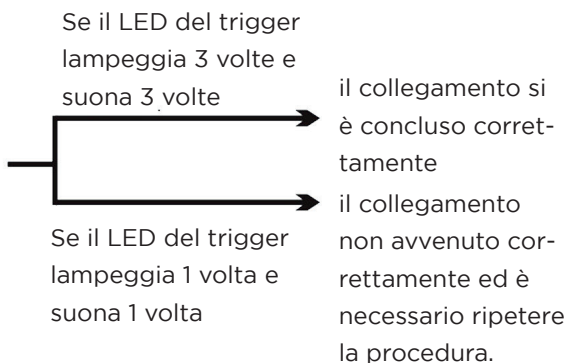 Se il LED del trigger
lampeggia 3 volte e
suona 3 volte
il collegamento si
è concluso corret-
tamente
Se il LED del trigger
lampeggia 1 volta e
suona 1 volta
il collegamento
non avvenuto cor-
rettamente ed è
necessario ripetere
la procedura.